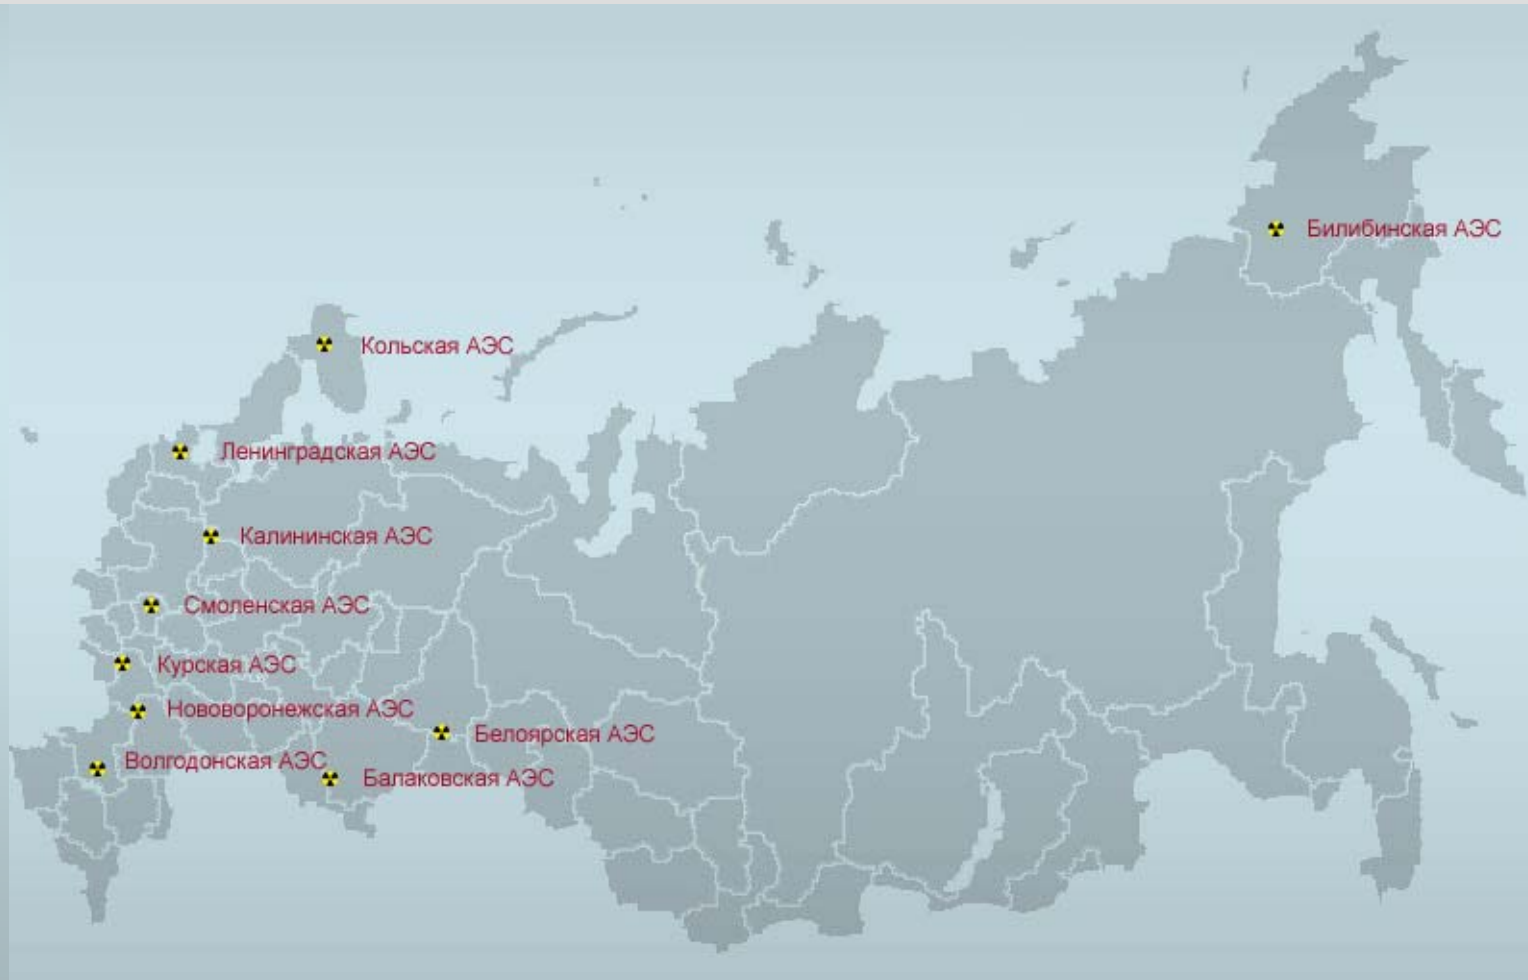 Билибинская АЭС
Кольская АЭС
Ленинградская АЭС
Калининская АЭС
Смоленская АЭС
Курская АЭС
Нововоронежская АЭС
Белоярская АЭС
Волгодонская АЭС
Балаковская АЭС